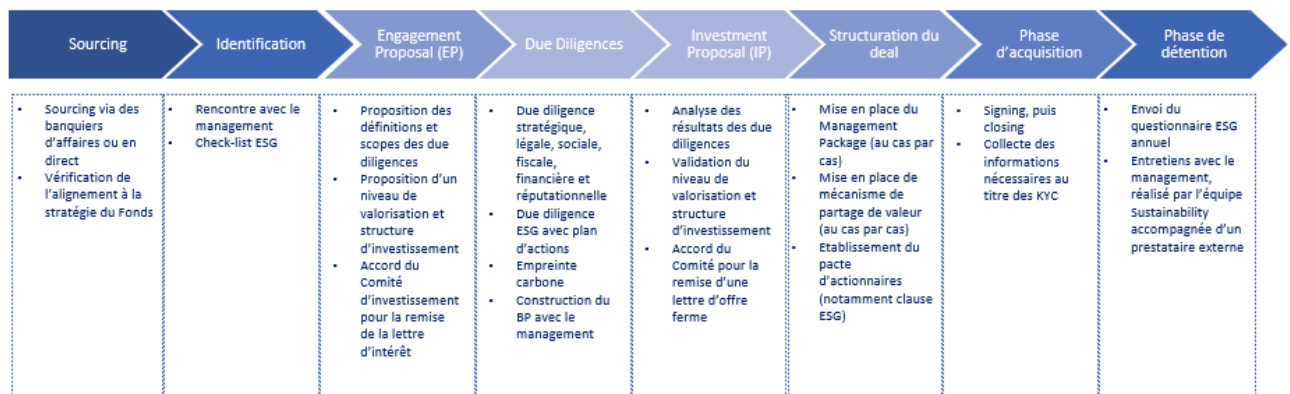 Sourcing
Identification
Engagement
Proposal (EP)
Due Diligences
Investment
Proposal (IP)
Structuration du
deal
Phase
d'acquisition
Phase de
détention
• Sourcing via des
banquiers
d'affaires ou en
direct
• Vérification de
l'alignement à la
stratégie du Fonds
• Rencontre avec le
management
• Check-list ESG
• Proposition des
définitions et
scopes des due
diligences
• Proposition d'un
niveau de
valorisation et
structure
d'investissement
• Accord du
Comité
d'investissement
pour la remise
de la lettre
d'intérêt
• Due diligence
stratégique,
légale, sociale,
fiscale,
financière et
réputationnelle
• Due diligence
ESG avec plan
d'actions
• Empreinte
carbone
• Construction du
BP avec le
management
• Analyse des
résultats des due
diligences
• Validation du
niveau de
valorisation et
structure
d'investissement
• Accord du
Comité pour la
remise d'une
lettre d'offre
ferme
• Mise en place du
Management
Package (au cas par
cas)
• Mise en place de
mécanisme de
partage de valeur
(au cas par cas)
• Etablissement du
pacte
d'actionnaires
(notamment clause
ESG)
• Signing, puis
closing
• Collecte des
informations
nécessaires au
titre des KYC
• Envoi du
questionnaire ESG
annuel
• Entretiens avec le
management,
réalisé par l'équipe
Sustainability
accompagnée d'un
prestataire externe